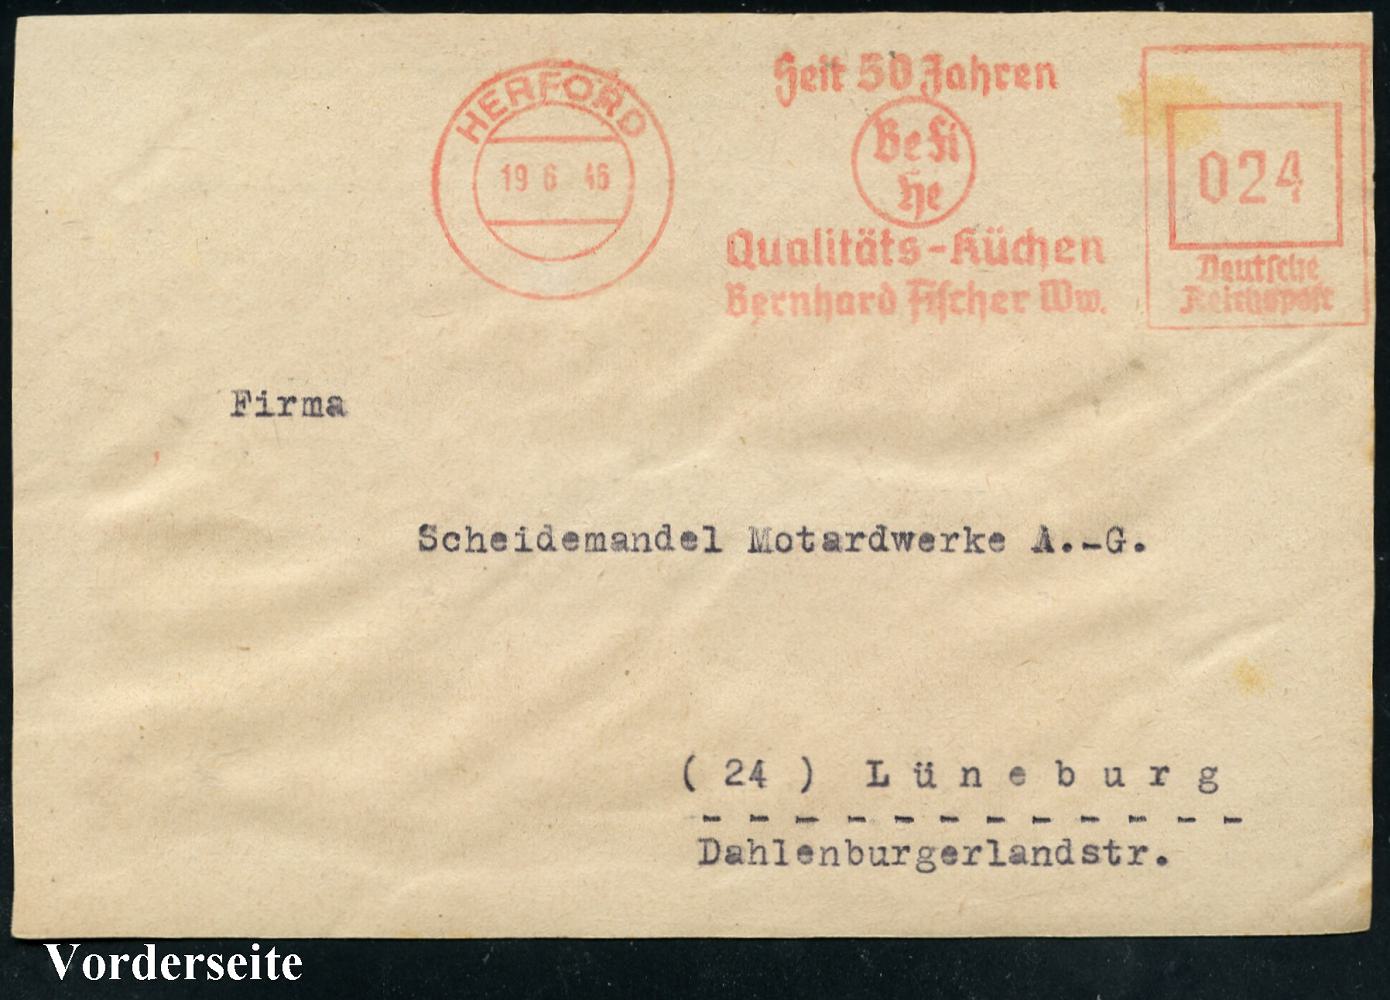 HERFORD
19 6 46
Seit 50 Jahren
BeFi
He
Qualitäts-Küchen
Bernhard Fischer Ww.
024
Deutsche
Reichspost
Firma
Scheidemandel Motardwerke A.-G.
( 24 ) Lüneburg
- - - - - - - - - - - -
Dahlenburgerlandstr.
Vorderseite